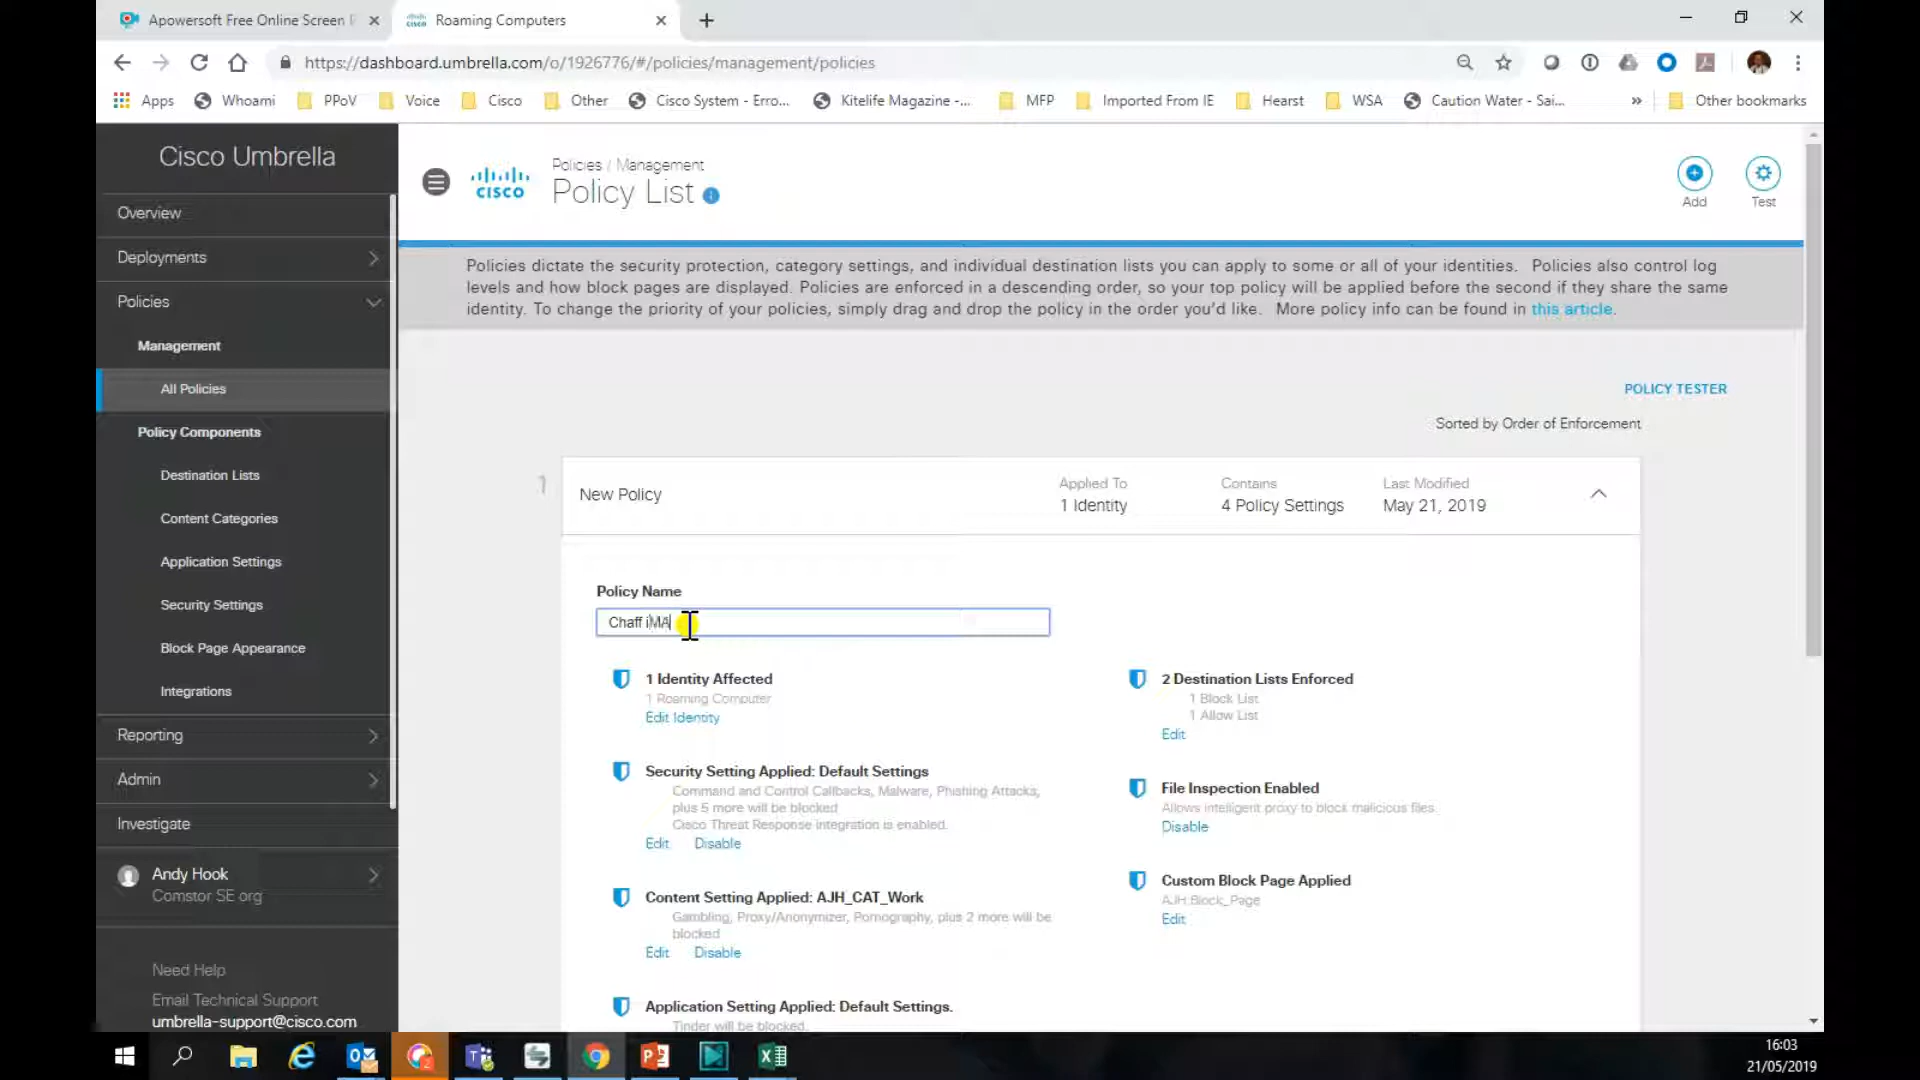 Apowersoft Free Online Screen
Roaming Computers
https://dashboard.umbrella.com/o/1926776/#/policies/management/policies
Apps
Whoami
PPoV
Voice
Cisco
Other
Cisco System - Erro...
Kitelife Magazine -...
MFP
Imported From IE
Hearst
WSA
Caution Water - Sai...
»
Other bookmarks
Cisco Umbrella
Overview
Deployments
Policies
Management
All Policies
Policy Components
Destination Lists
Content Categories
Application Settings
Security Settings
Block Page Appearance
Integrations
Reporting
Admin
Investigate
Andy Hook
Comstor SE org
Need Help
Email Technical Support
umbrella-support@cisco.com
CISCO
Policies / Management
Policy List
Add
Test
Policies dictate the security protection, category settings, and individual destination lists you can apply to some or all of your identities. Policies also control log
levels and how block pages are displayed. Policies are enforced in a descending order, so your top policy will be applied before the second if they share the same
identity. To change the priority of your policies, simply drag and drop the policy in the order you'd like. More policy info can be found in this article.
POLICY TESTER
Sorted by Order of Enforcement
1
New Policy
Applied To
1 Identity
Contains
4 Policy Settings
Last Modified
May 21, 2019
Policy Name
Chaff iMA
1 Identity Affected
1 Roaming Computer
Edit Identity
Security Setting Applied: Default Settings
Command and Control Callbacks, Malware, Phishing Attacks,
plus 5 more will be blocked
Cisco Threat Response integration is enabled.
Edit Disable
Content Setting Applied: AJH_CAT_Work
Gambling, Proxy/Anonymizer, Pornography, plus 2 more will be
blocked
Edit Disable
Application Setting Applied: Default Settings.
Tinder will be blocked.
2 Destination Lists Enforced
1 Block List
1 Allow List
Edit
File Inspection Enabled
Allows intelligent proxy to block malicious files.
Disable
Custom Block Page Applied
AJH_Block_Page
Edit
16:03
21/05/2019